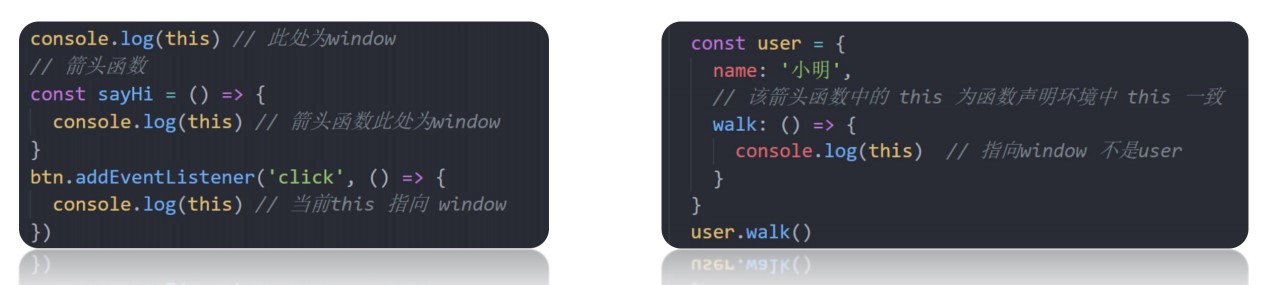 console.log(this) // 此处为window
// 箭头函数
const sayHi = () => {
  console.log(this) // 箭头函数此处为window
}
btn.addEventListener('click', () => {
  console.log(this) // 当前this 指向 window
})
const user = {
  name: '小明',
  // 该箭头函数中的 this 为函数声明环境中 this 一致
  walk: () => {
    console.log(this)  // 指向window 不是user
  }
}
user.walk()